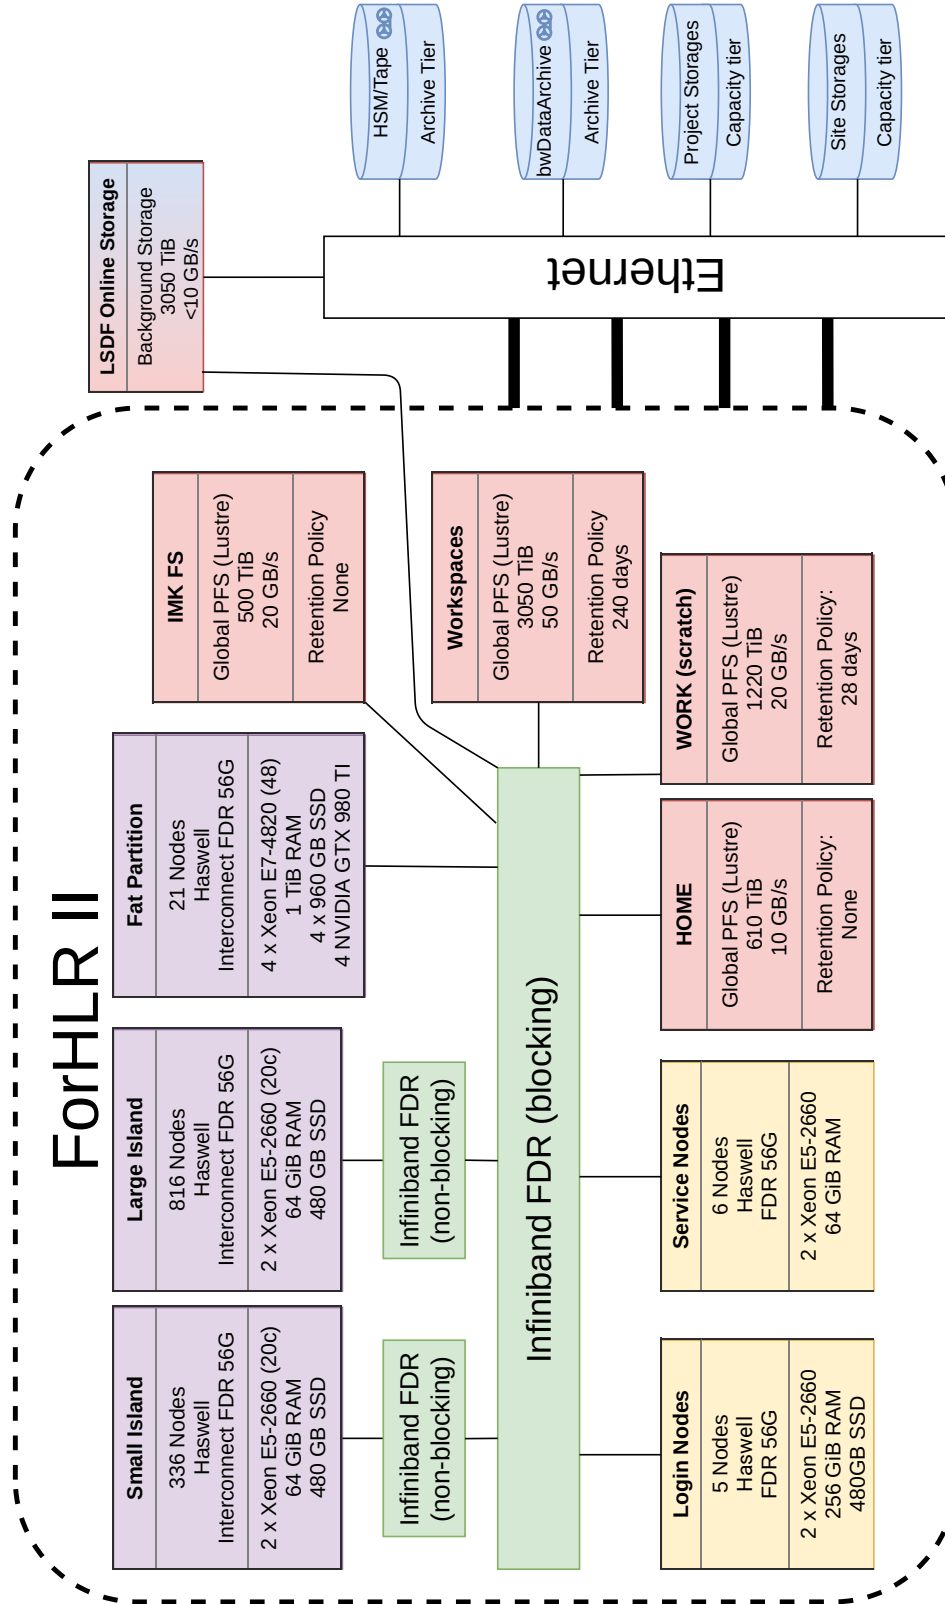 ForHLR II
Small Island
336 Nodes
Haswell
Interconnect FDR 56G
2 x Xeon E5-2660 (20c)
64 GiB RAM
480 GB SSD
Large Island
816 Nodes
Haswell
Interconnect FDR 56G
2 x Xeon E5-2660 (20c)
64 GiB RAM
480 GB SSD
Fat Partition
21 Nodes
Haswell
Interconnect FDR 56G
4 x Xeon E7-4820 (48)
1 TiB RAM
4 x 960 GB SSD
4 NVIDIA GTX 980 TI
IMK FS
Global PFS (Lustre)
500 TiB
20 GB/s
Retention Policy
None
LSDF Online Storage
Background Storage
3050 TiB
<10 GB/s
Infiniband FDR
(non-blocking)
Infiniband FDR
(non-blocking)
Infiniband FDR (blocking)
Workspaces
Global PFS (Lustre)
3050 TiB
50 GB/s
Retention Policy
240 days
Login Nodes
5 Nodes
Haswell
FDR 56G
2 x Xeon E5-2660
256 GiB RAM
480GB SSD
Service Nodes
6 Nodes
Haswell
FDR 56G
2 x Xeon E5-2660
64 GiB RAM
HOME
Global PFS (Lustre)
610 TiB
10 GB/s
Retention Policy:
None
WORK (scratch)
Global PFS (Lustre)
1220 TiB
20 GB/s
Retention Policy:
28 days
Ethernet
HSM/Tape
Archive Tier
bwDataArchive
Archive Tier
Project Storages
Capacity tier
Site Storages
Capacity tier